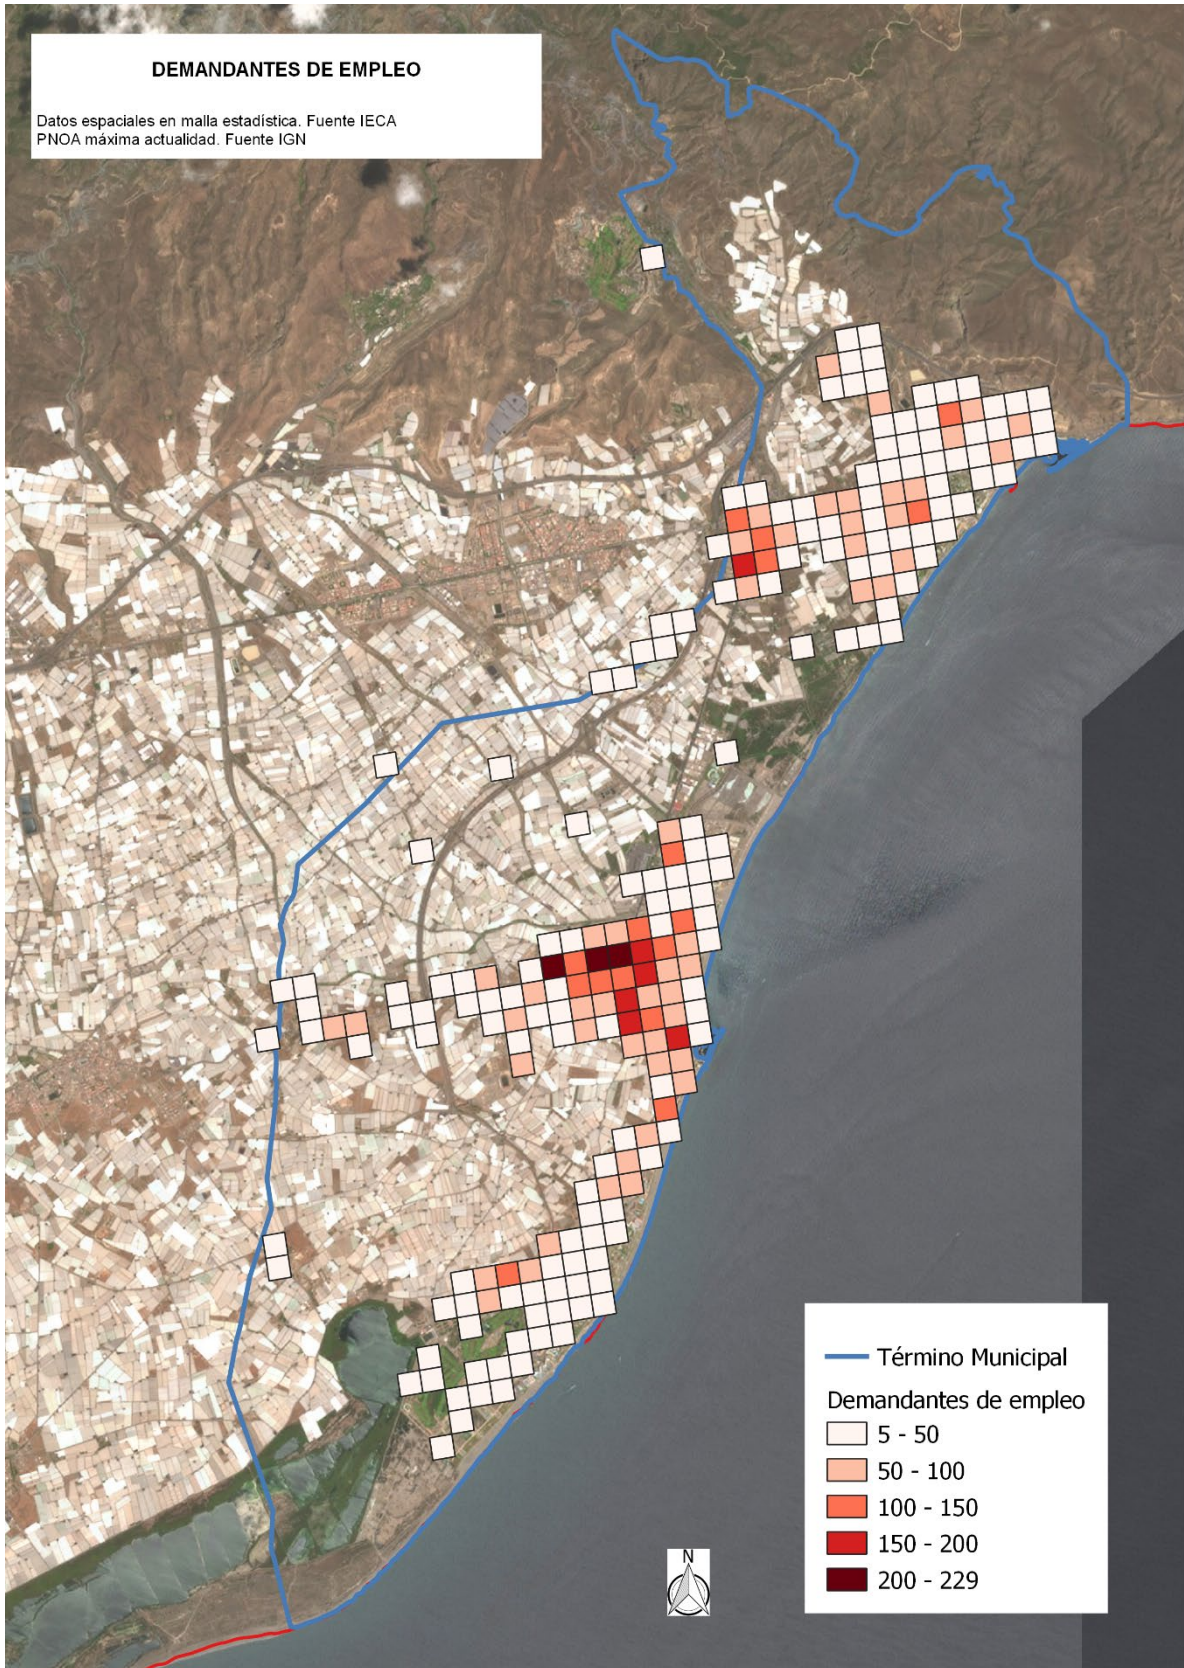 DEMANDANTES DE EMPLEO
Datos espaciales en malla estadística. Fuente IECA
PNOA máxima actualidad. Fuente IGN
Término Municipal
Demandantes de empleo
5 - 50
50 - 100
100 - 150
150 - 200
200 - 229
N